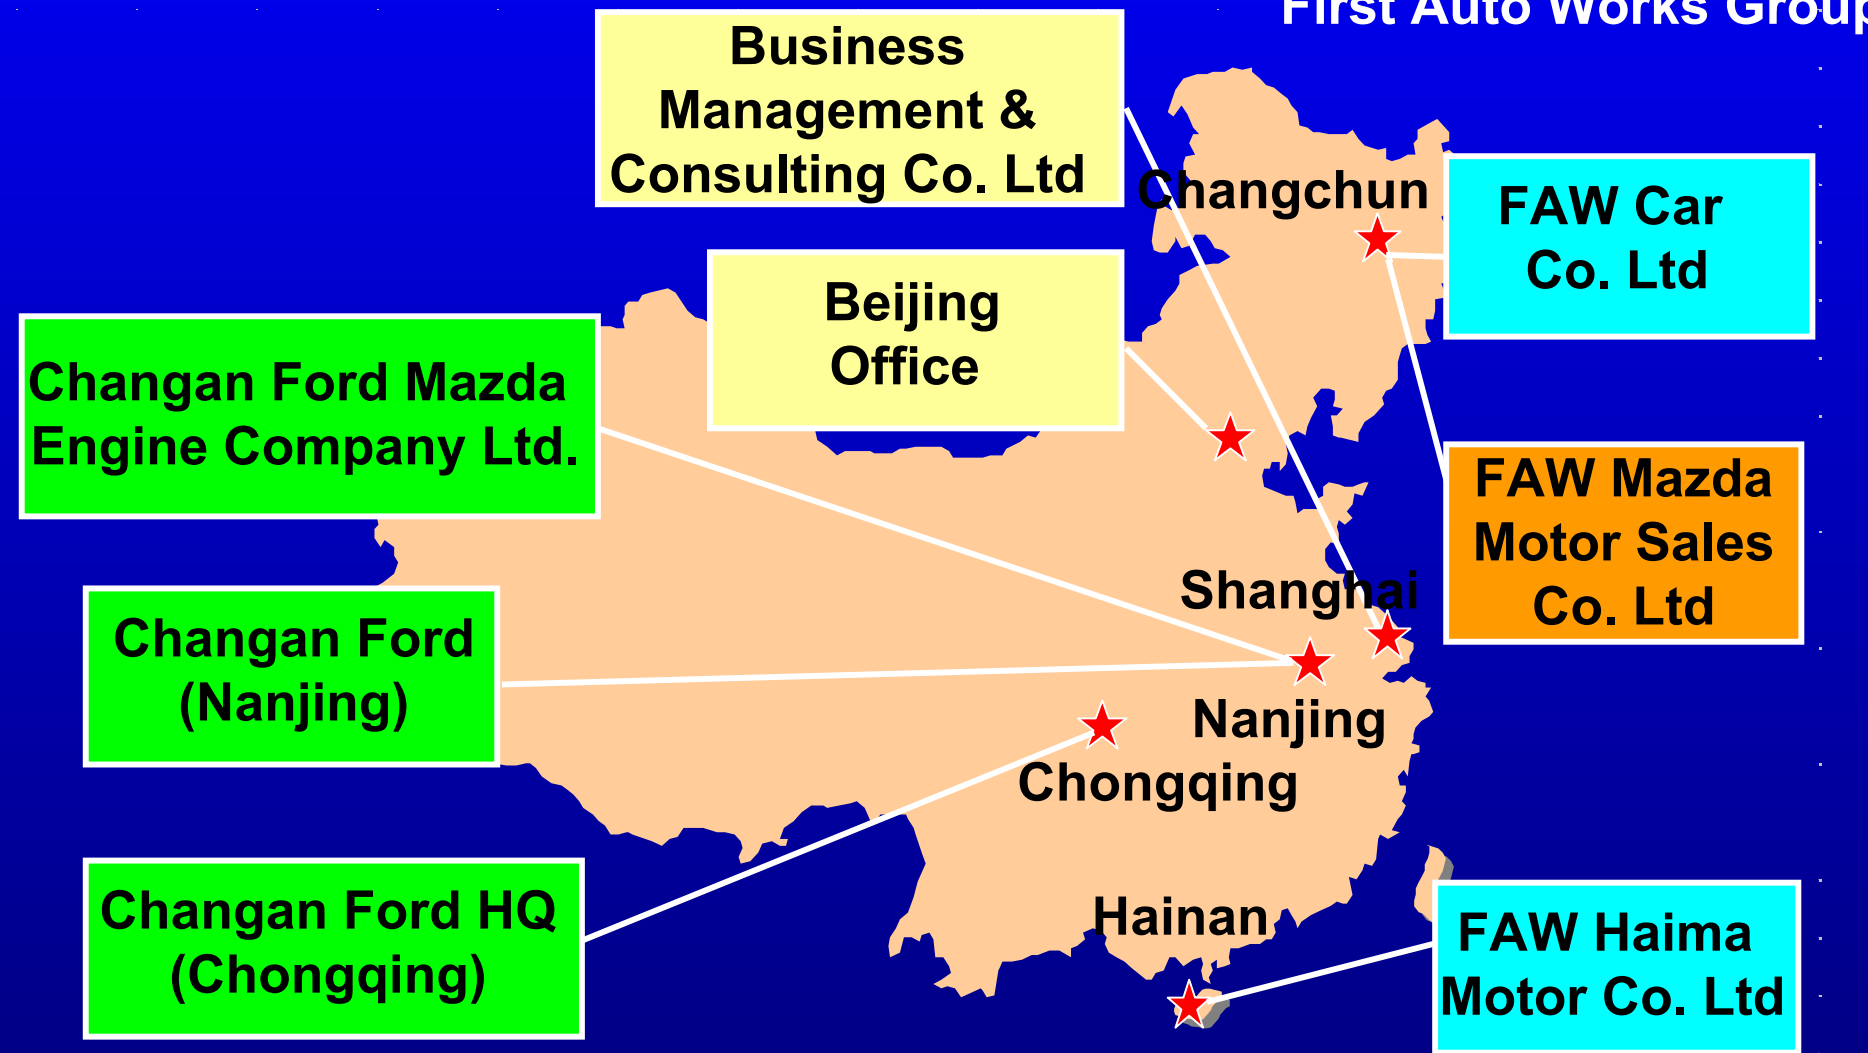 First Auto Works Group
Business
Management &
Consulting Co. Ltd
Changchun
FAW Car
Co. Ltd
Beijing
Office
Changan Ford Mazda
Engine Company Ltd.
FAW Mazda
Motor Sales
Co. Ltd
Shanghai
Changan Ford
(Nanjing)
Nanjing
Chongqing
Changan Ford HQ
(Chongqing)
Hainan
FAW Haima
Motor Co. Ltd